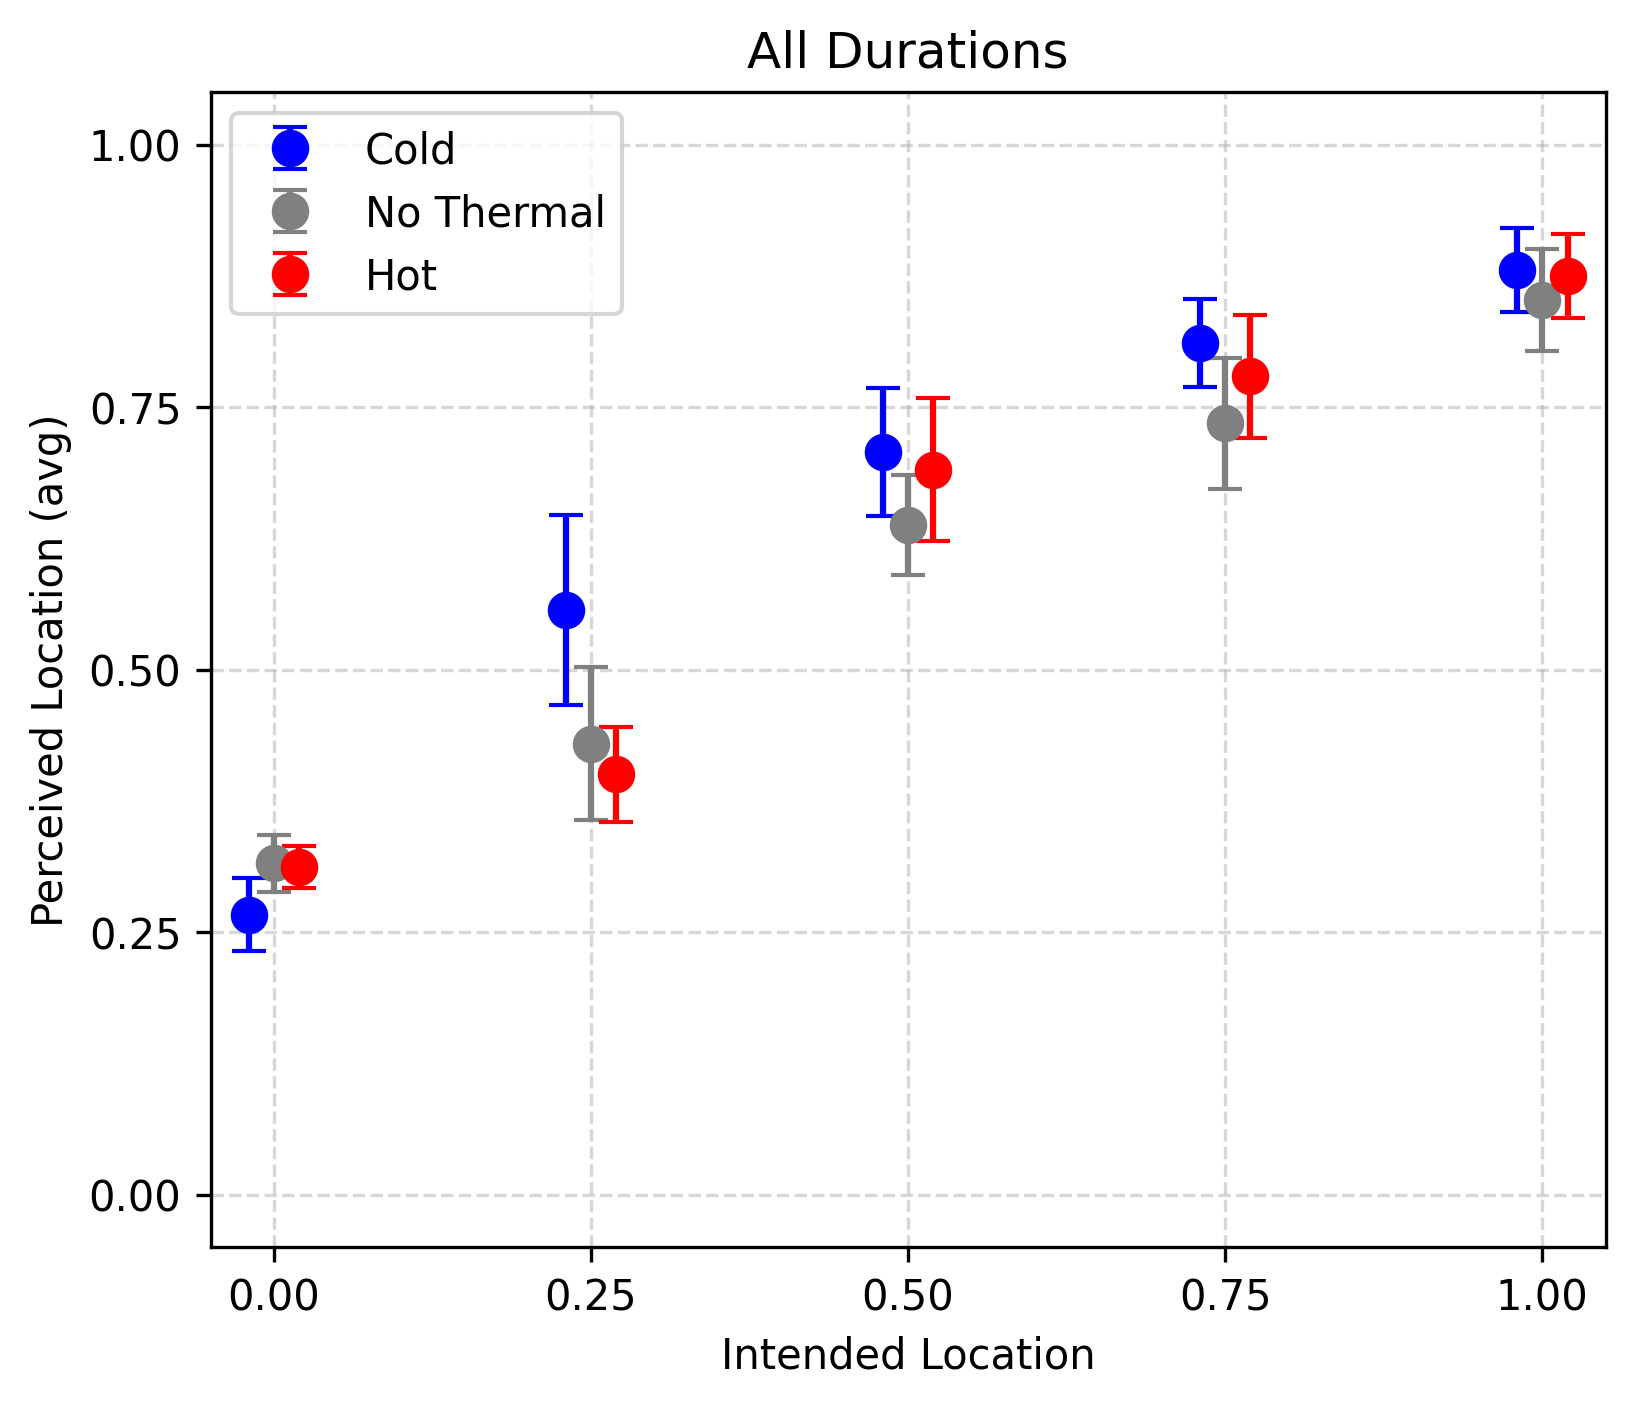 All Durations
Cold
No Thermal
Hot
1.00
0.75
0.50
0.25
0.00
Perceived Location (avg)
0.00 0.25 0.50 0.75 1.00
Intended Location